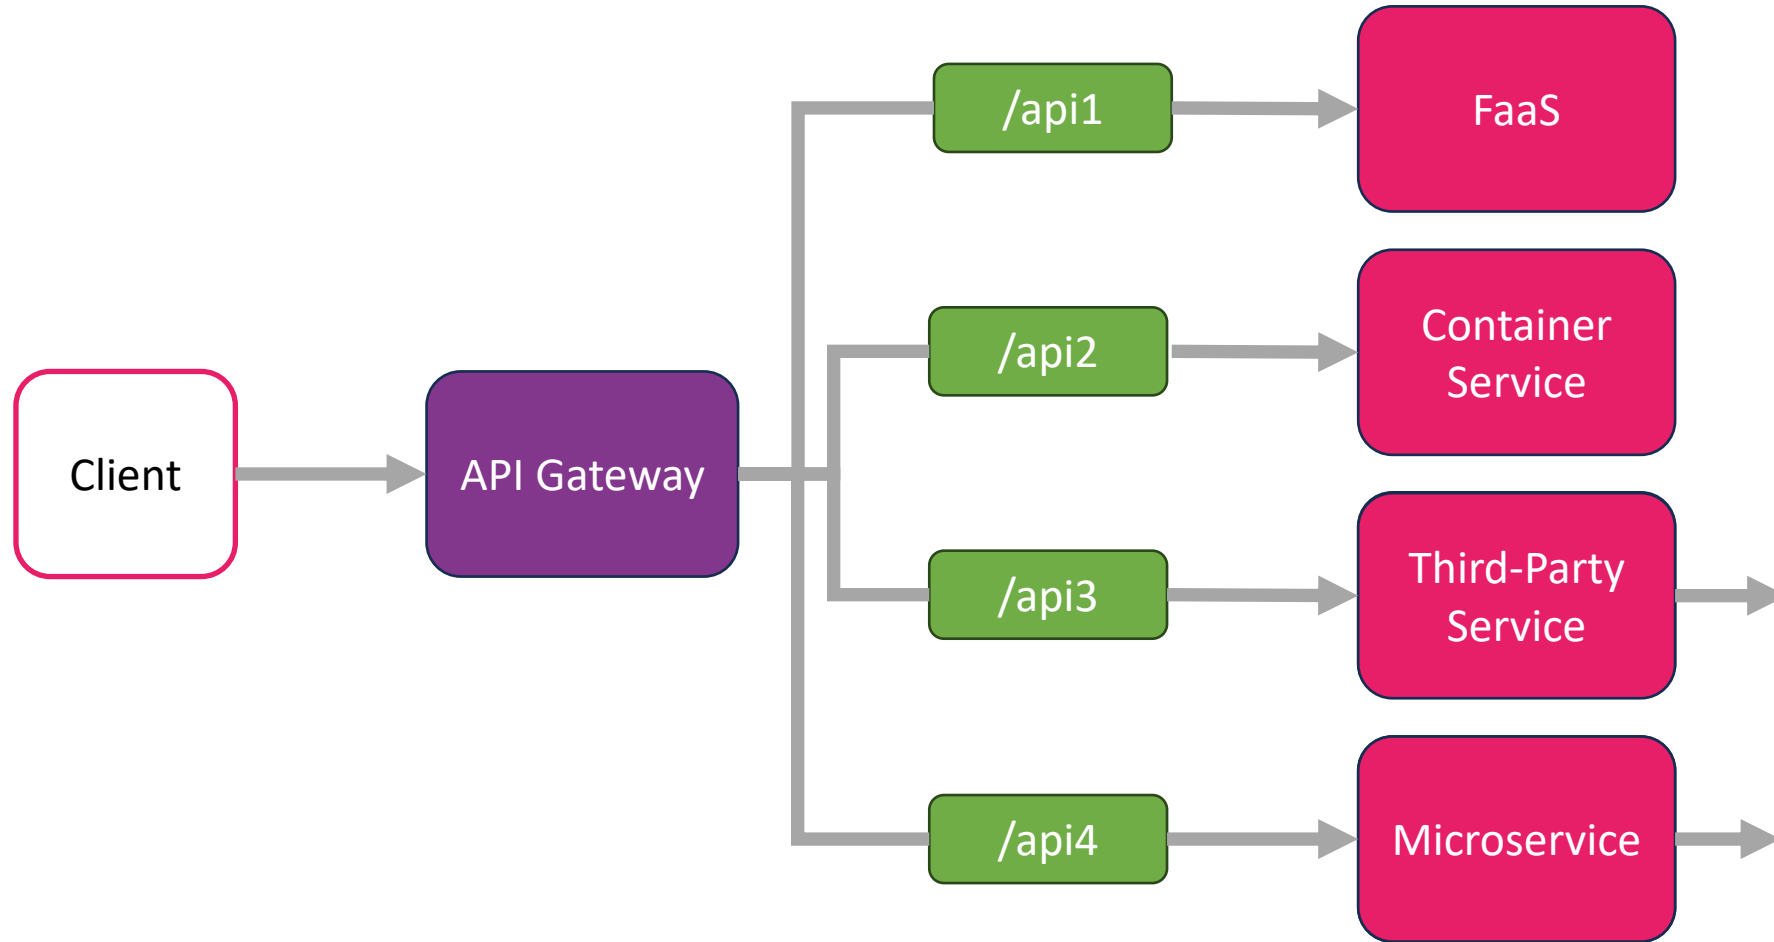 /api1
FaaS
/api2
Container
Service
Client
API Gateway
/api3
Third-Party
Service
/api4
Microservice